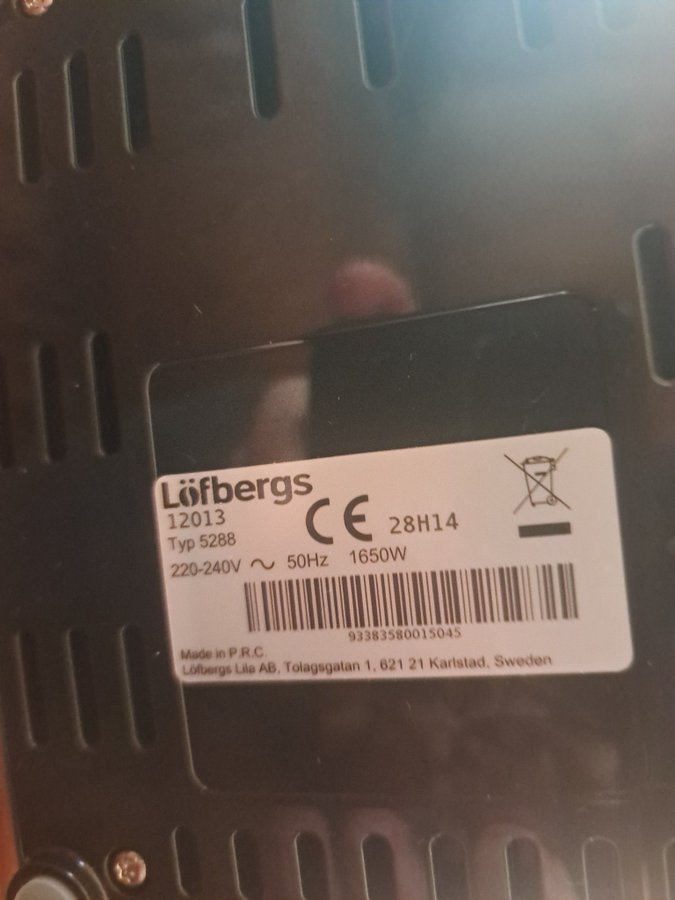 Löfbergs
12013
Typ 5288
CE 28H14
220-240V ~ 50Hz 1650W
93383580015045
Made in P.R.C.
Löfbergs Lila AB, Tolagsgatan 1, 621 21 Karlstad, Sweden